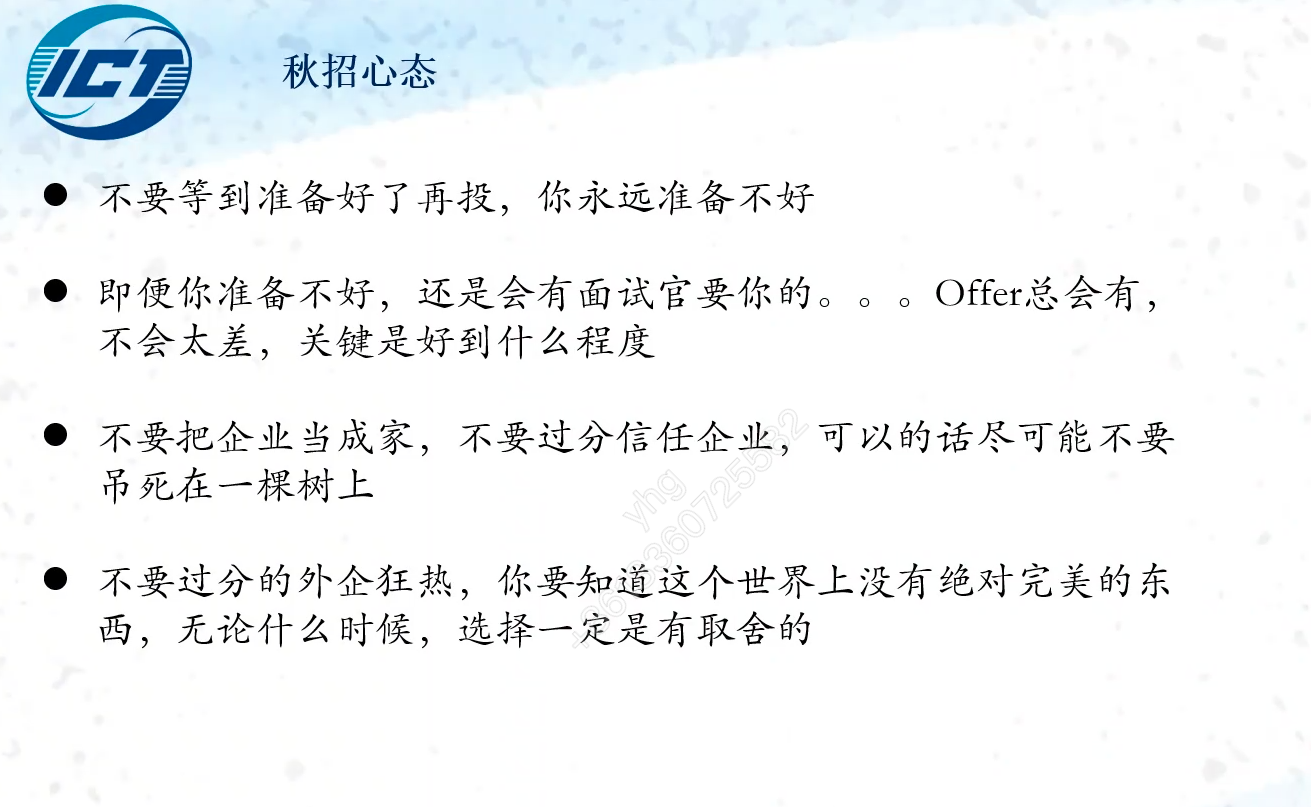 ICT
秋招心态
● 不要等到准备好了再投，你永远准备不好
● 即便你准备不好，还是会有面试官要你的。。。Offer总会有，
不会太差，关键是好到什么程度
● 不要把企业当成家，不要过分信任企业，可以的话尽可能不要
吊死在一棵树上
● 不要过分的外企狂热，你要知道这个世界上没有绝对完美的东
西，无论什么时候，选择一定是有取舍的
yhg